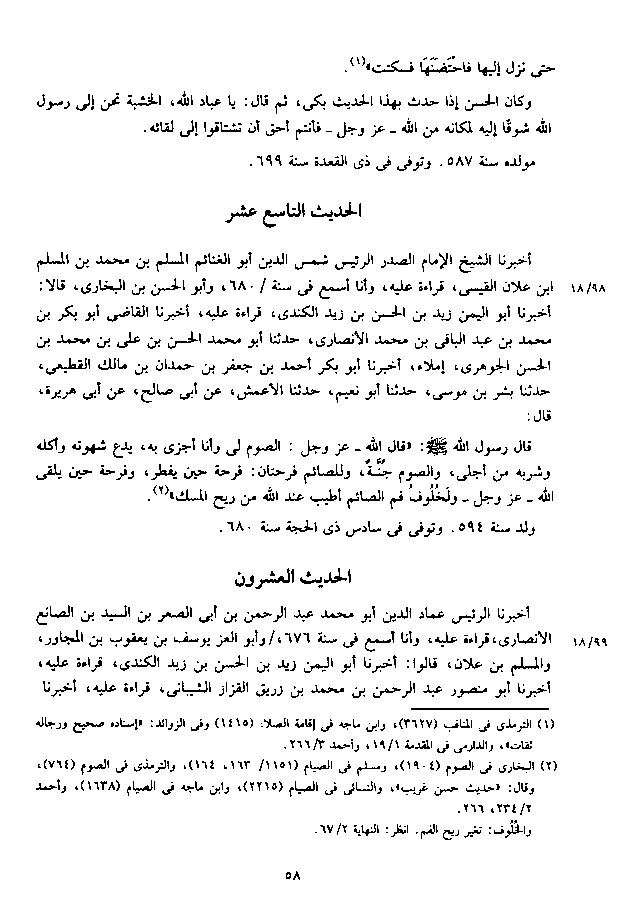 حتى نزل إليها فاحْتَضَنَهَا فسكنت»(١).
وكان الحسن إذا حدث بهذا الحديث بكى، ثم قال: يا عباد الله، الخشبة تحن إلى رسول
الله شوقًا إليه لمكانه من الله ـ عز وجل ـ فأنتم أحق أن تشتاقوا إلى لقائه.
مولده سنة ٥٨٧. وتوفى فى ذى القعدة سنة ٦٩٩.
الحديث التاسع عشر
أخبرنا الشيخ الإمام الصدر الرئيس شمس الدين أبو الغنائم المسلم بن محمد بن المسلم
١٨/٩٨ ابن علان القيسى، قراءة عليه، وأنا أسمع فى سنة /٦٨٠، وأبو الحسن بن البخارى، قالا:
أخبرنا أبو اليمن زيد بن الحسن بن زيد الكندى، قراءة عليه، أخبرنا القاضى أبو بكر بن
محمد بن عبد الباقى بن محمد الأنصارى، حدثنا أبو محمد الحسن بن على بن محمد بن
الحسن الجوهرى، إملاء، أخبرنا أبو بكر أحمد بن جعفر بن حمدان بن مالك القطيعى،
حدثنا بشر بن موسى، حدثنا أبو نعيم، حدثنا الأعمش، عن أبي صالح، عن أبي هريرة،
قال:
قال رسول الله ﷺ: «قال الله ـ عز وجل : الصوم لى وأنا أجزى به، يدع شهوته وأكله
وشربه من أجلى، والصوم جُنَّةٌ، وللصائم فرحتان: فرحة حين يفطر، وفرحة حين يلقى
الله ـ عز وجل ـ ولَخُلُوفُ فم الصائم أطيب عند الله من ريح المسك»(٢).
ولد سنة ٥٩٤. وتوفى فى سادس ذى الحجة سنة ٦٨٠.
الحديث العشرون
أخبرنا الرئيس عماد الدين أبو محمد عبد الرحمن بن أبي الصعر بن السيد بن الصائع
١٨/٩٩ الأنصارى، قراءة عليه، وأنا أسمع فى سنة ٦٧٦، /وأبو العز يوسف بن يعقوب بن المجاور،
والمسلم بن علان، قالوا: أخبرنا أبو اليمن زيد بن الحسن بن زيد الكندى، قراءة عليه،
أخبرنا أبو منصور عبد الرحمن بن محمد بن زريق القزاز الشيبانى، قراءة عليه، أخبرنا
(١) الترمذى فى المناقب (٣٦٢٧)، وابن ماجه فى إقامة الصلاة (١٤١٥) وفى الزوائد: «إسناده صحيح ورجاله
ثقات»، والدارمى فى المقدمة ١٩/١، وأحمد ٢٦٦/٣.
(٢) البخارى فى الصوم (١٩٠٤)، ومسلم فى الصيام (١١٥١/ ١٦٣، ١٦٤)، والترمذى فى الصوم (٧٦٤)،
وقال: «حديث حسن غريب»، والنسائى فى الصيام (٢٢١٥)، وابن ماجه فى الصيام (١٦٣٨)، وأحمد
٢/ ٢٣٤، ٢٦٦.
والخُلُوف: تغير ريح الفم. انظر: النهاية ٦٧/٢.
٥٨